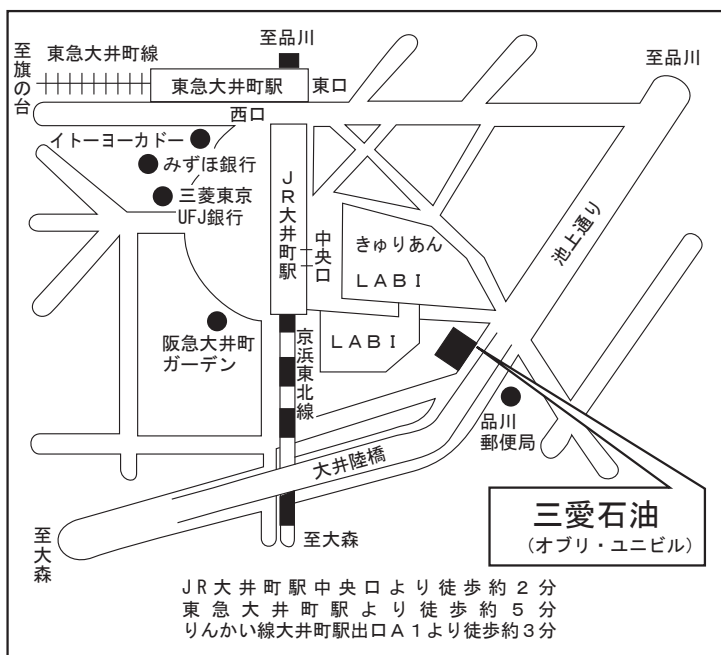 至品川
至品川
至旗の台
東急大井町線
東急大井町駅
東口
西口
イトーヨーカドー
みずほ銀行
三菱東京
UFJ銀行
JR大井町駅
中央口
きゅりあん
LABI
池上通り
阪急大井町
ガーデン
京浜東北線
LABI
品川
郵便局
大井陸橋
至大森
至大森
三愛石油
(オブリ・ユニビル)
JR大井町駅中央口より徒歩約2分
東急大井町駅より徒歩約5分
りんかい線大井町駅出口A1より徒歩約3分